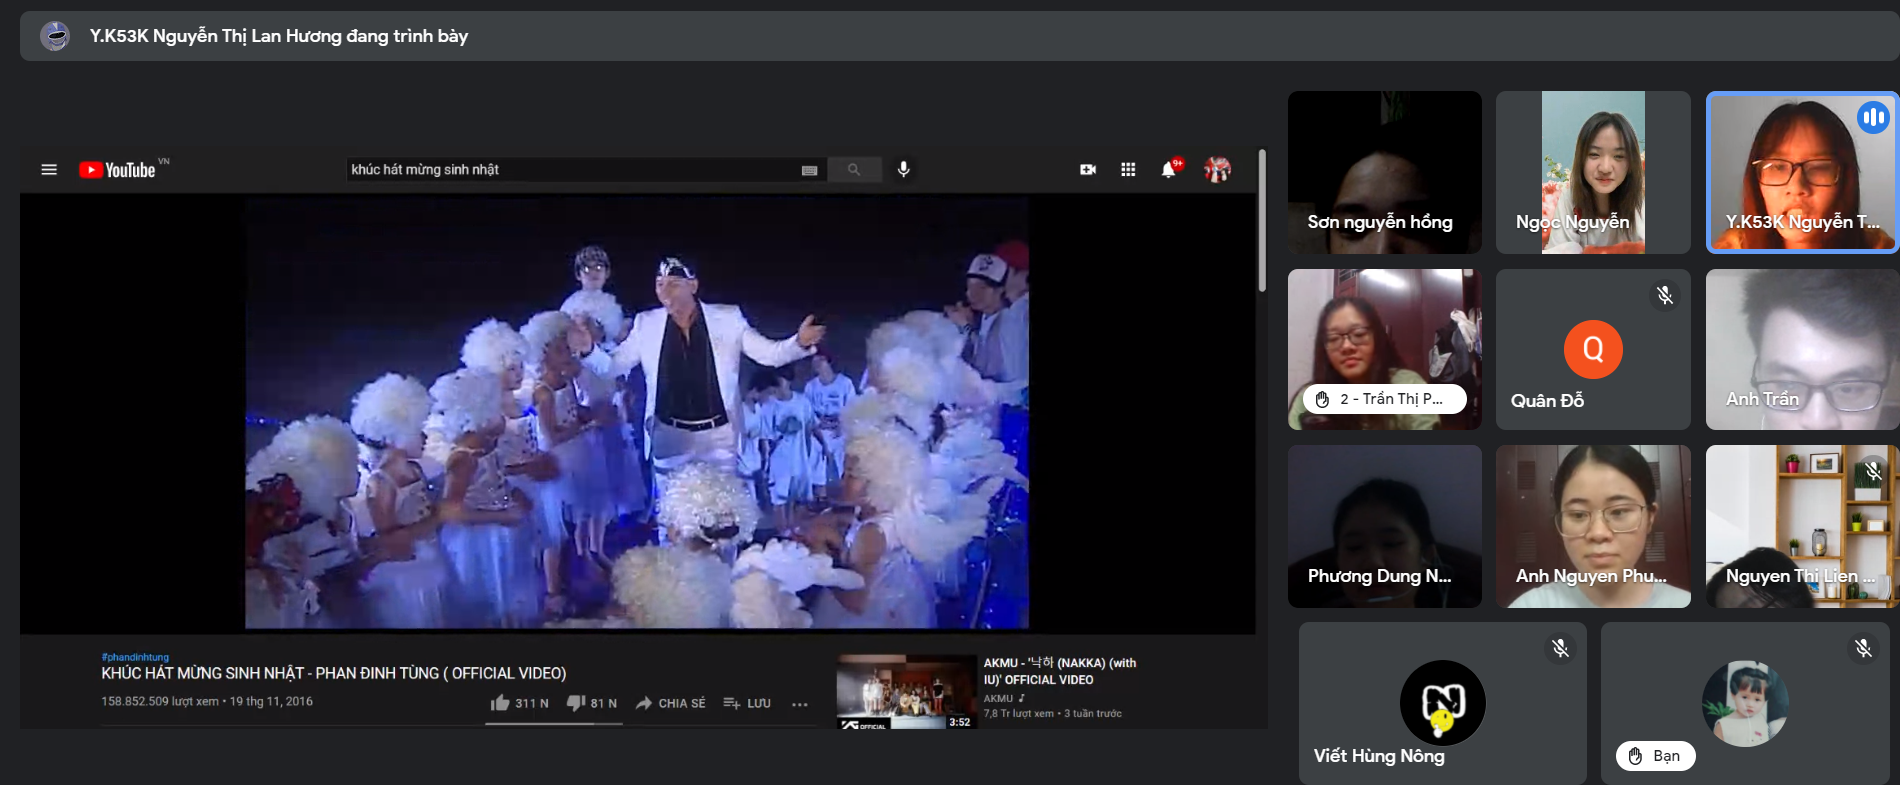 Y.K53K Nguyễn Thị Lan Hương đang trình bày
YouTube VN
khúc hát mừng sinh nhật
9+
#phandinhtung
KHÚC HÁT MỪNG SINH NHẬT - PHAN ĐINH TÙNG ( OFFICIAL VIDEO)
158.852.509 lượt xem • 19 thg 11, 2016
311 N
81 N
CHIA SẺ
LƯU
OFFICIAL
3:52
AKMU - '낙하 (NAKKA) (with
IU)' OFFICIAL VIDEO
AKMU
7,8 Tr lượt xem • 3 tuần trước
Sơn nguyễn hồng
Ngọc Nguyễn
Y.K53K Nguyễn T...
2 - Trần Thị P...
Q
Quân Đỗ
Anh Trần
Phương Dung N...
Anh Nguyen Phu...
Nguyen Thi Lien ...
N
Viết Hùng Nông
Bạn